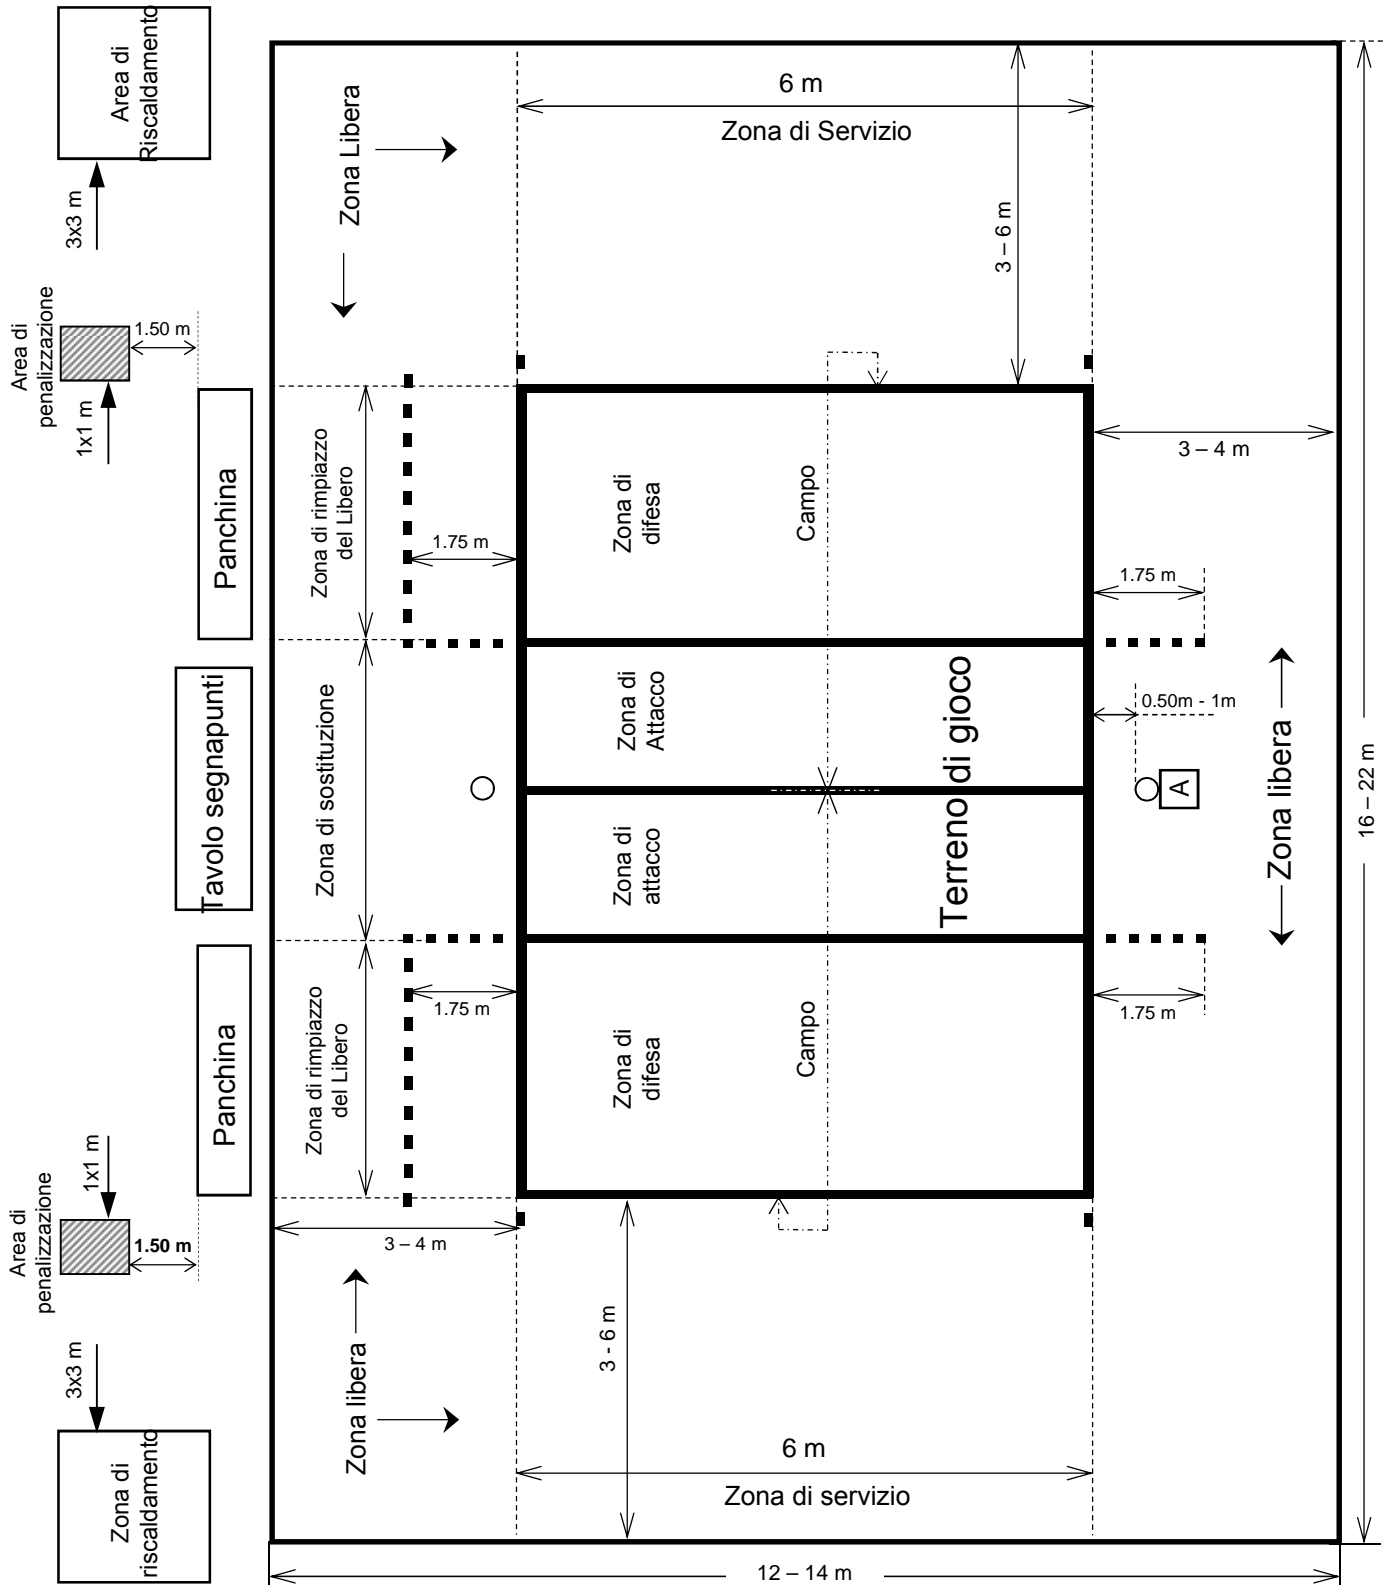 Area di
Riscaldamento
3x3 m
Area di
penalizzazione
1.50 m
1x1 m
Zona Libera
6 m
Zona di Servizio
3 – 6 m
Panchina
Zona di rimpiazzo
del Libero
1.75 m
Zona di
difesa
Campo
3 – 4 m
1.75 m
Tavolo segnapunti
Zona di sostituzione
Zona di
Attacco
Zona di
attacco
Terreno di gioco
0.50m - 1m
A
Zona libera
16 – 22 m
Panchina
Zona di rimpiazzo
del Libero
1.75 m
Zona di
difesa
Campo
1.75 m
1x1 m
Area di
penalizzazione
1.50 m
3 – 4 m
3x3 m
Zona di
riscaldamento
Zona libera
3 - 6 m
6 m
Zona di servizio
12 – 14 m